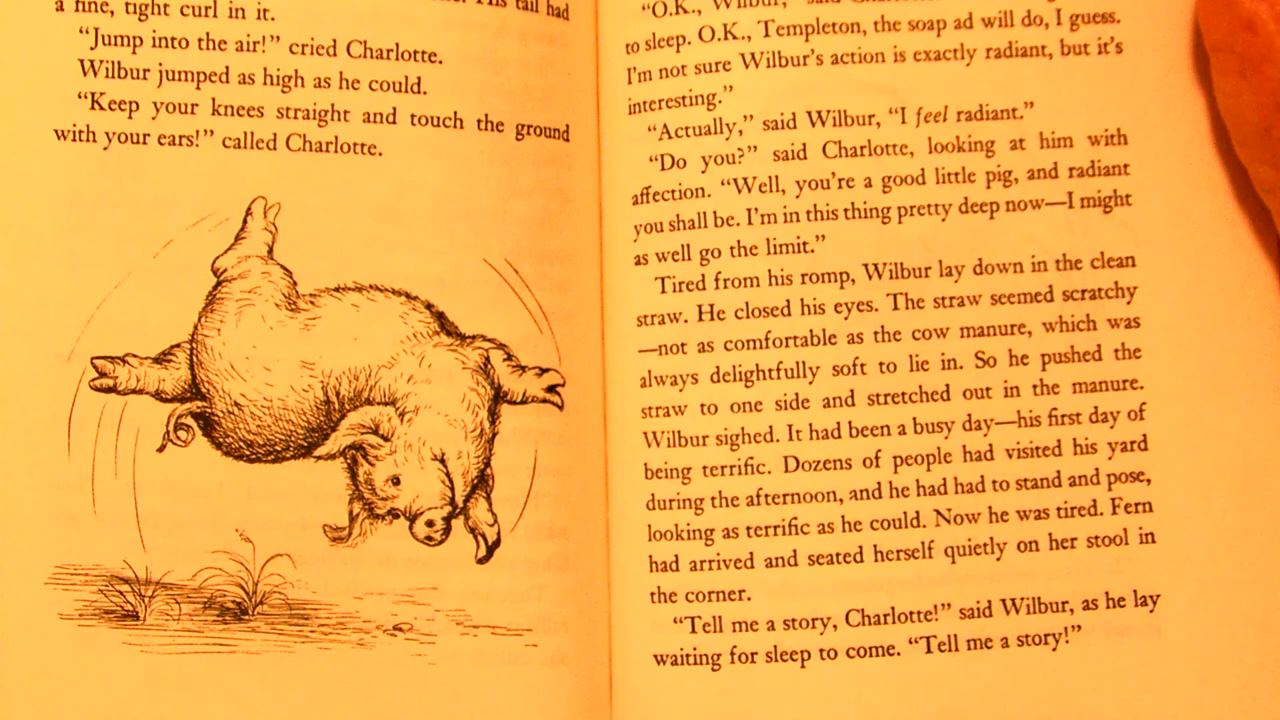 a fine, tight curl in it.
“Jump into the air!” cried Charlotte.
Wilbur jumped as high as he could.
“Keep your knees straight and touch the ground
with your ears!” called Charlotte.
“O.K., Wilbur,”
to sleep. O.K., Templeton, the soap ad will do, I guess.
I'm not sure Wilbur's action is exactly radiant, but it's
interesting.”
“Actually,” said Wilbur, “I feel radiant.”
“Do you?” said Charlotte, looking at him with
affection. “Well, you're a good little pig, and radiant
you shall be. I'm in this thing pretty deep now—I might
as well go the limit.”
Tired from his romp, Wilbur lay down in the clean
straw. He closed his eyes. The straw seemed scratchy
—not as comfortable as the cow manure, which was
always delightfully soft to lie in. So he pushed the
straw to one side and stretched out in the manure.
Wilbur sighed. It had been a busy day—his first day of
being terrific. Dozens of people had visited his yard
during the afternoon, and he had had to stand and pose,
looking as terrific as he could. Now he was tired. Fern
had arrived and seated herself quietly on her stool in
the corner.
“Tell me a story, Charlotte!” said Wilbur, as he lay
waiting for sleep to come. “Tell me a story!”